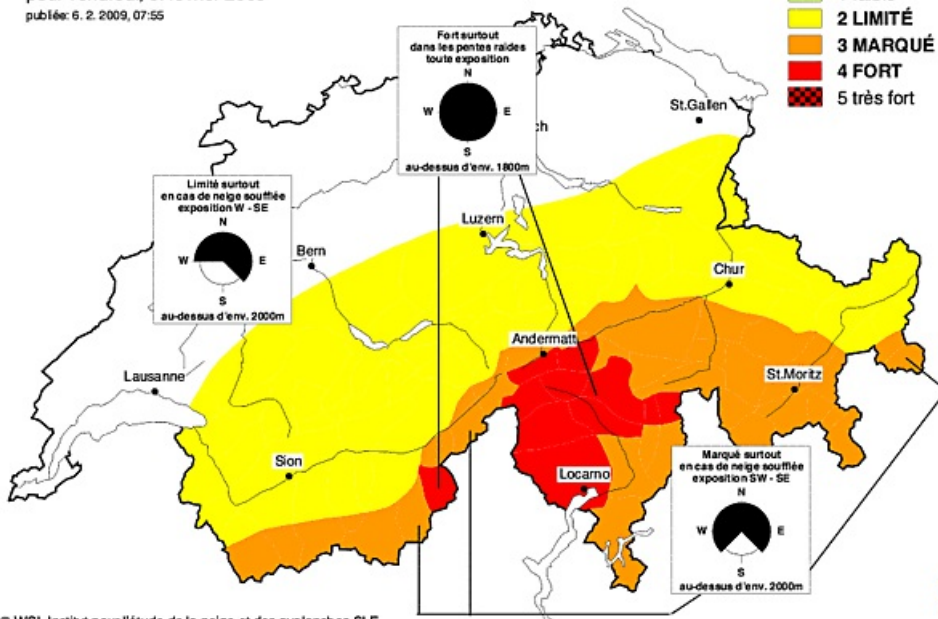 publiée: 6. 2. 2009, 07:55
2 LIMITÉ
3 MARQUÉ
4 FORT
5 très fort
Fort surtout
dans les pentes raides
toute exposition
N
W E
S
au-dessus d'env. 1800m
St.Gallen
Limité surtout
en cas de neige soufflée
exposition W - SE
N
W E
S
au-dessus d'env. 2000m
Luzern
Bern
Chur
Andermatt
Lausanne
St.Moritz
Sion
Locarno
Marqué surtout
en cas de neige soufflée
exposition SW - SE
N
W E
S
au-dessus d'env. 2000m